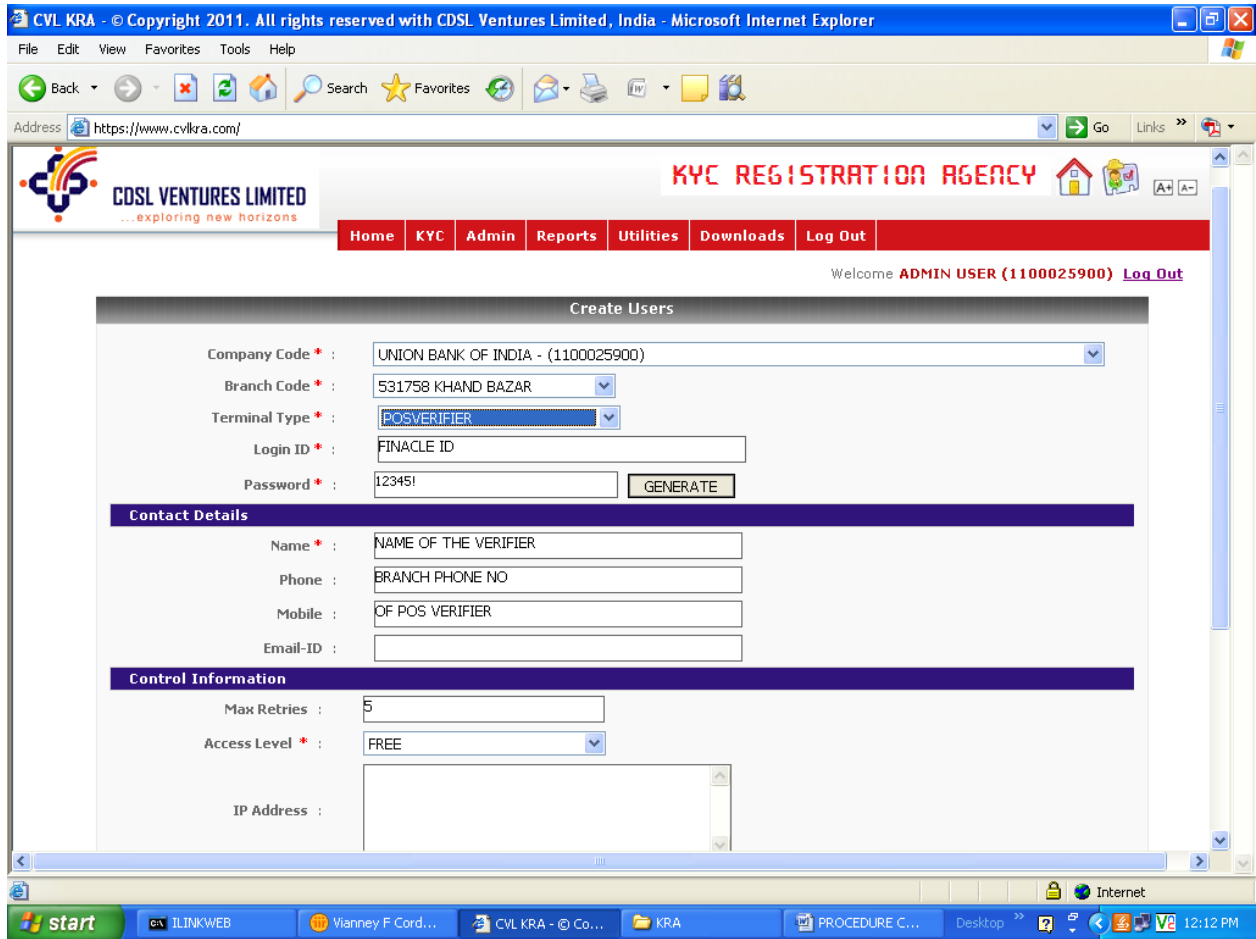 CVL KRA - © Copyright 2011. All rights reserved with CDSL Ventures Limited, India - Microsoft Internet Explorer
File Edit View Favorites Tools Help
Back Search Favorites
Address https://www.cvlkra.com/ Go Links »
CDSL VENTURES LIMITED
...exploring new horizons
KYC REGISTRATION AGENCY A+ A-
Home KYC Admin Reports Utilities Downloads Log Out
Welcome ADMIN USER (1100025900) Log Out
Create Users
Company Code * : UNION BANK OF INDIA - (1100025900)
Branch Code * : 531758 KHAND BAZAR
Terminal Type * : POSVERIFIER
Login ID * : FINACLE ID
Password * : 12345! GENERATE
Contact Details
Name * : NAME OF THE VERIFIER
Phone : BRANCH PHONE NO
Mobile : OF POS VERIFIER
Email-ID :
Control Information
Max Retries : 5
Access Level * : FREE
IP Address :
Internet
start ILINKWEB Vianney F Cord... CVL KRA - © Co... KRA PROCEDURE C... Desktop » 12:12 PM